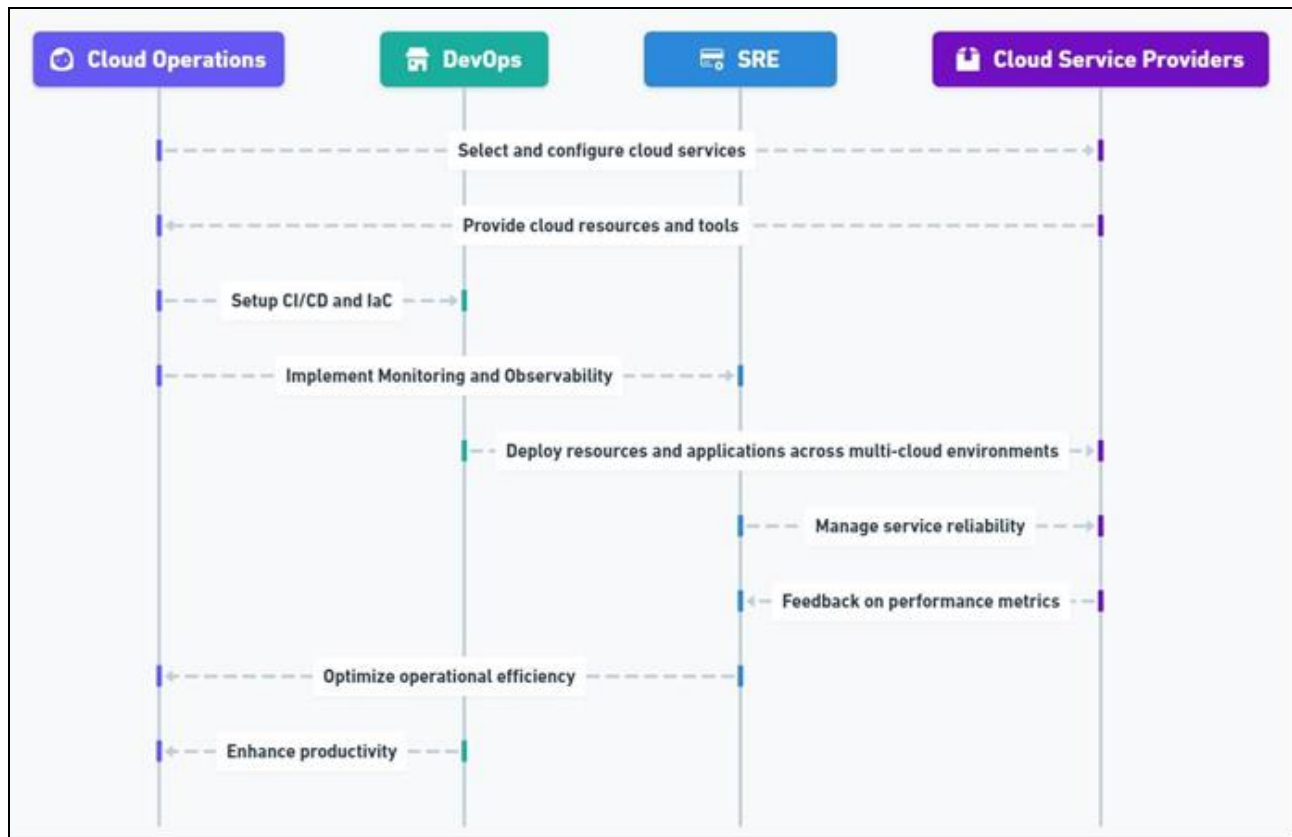 Cloud Operations
DevOps
SRE
Cloud Service Providers
Select and configure cloud services
Provide cloud resources and tools
Setup CI/CD and IaC
Implement Monitoring and Observability
Deploy resources and applications across multi-cloud environments
Manage service reliability
Feedback on performance metrics
Optimize operational efficiency
Enhance productivity